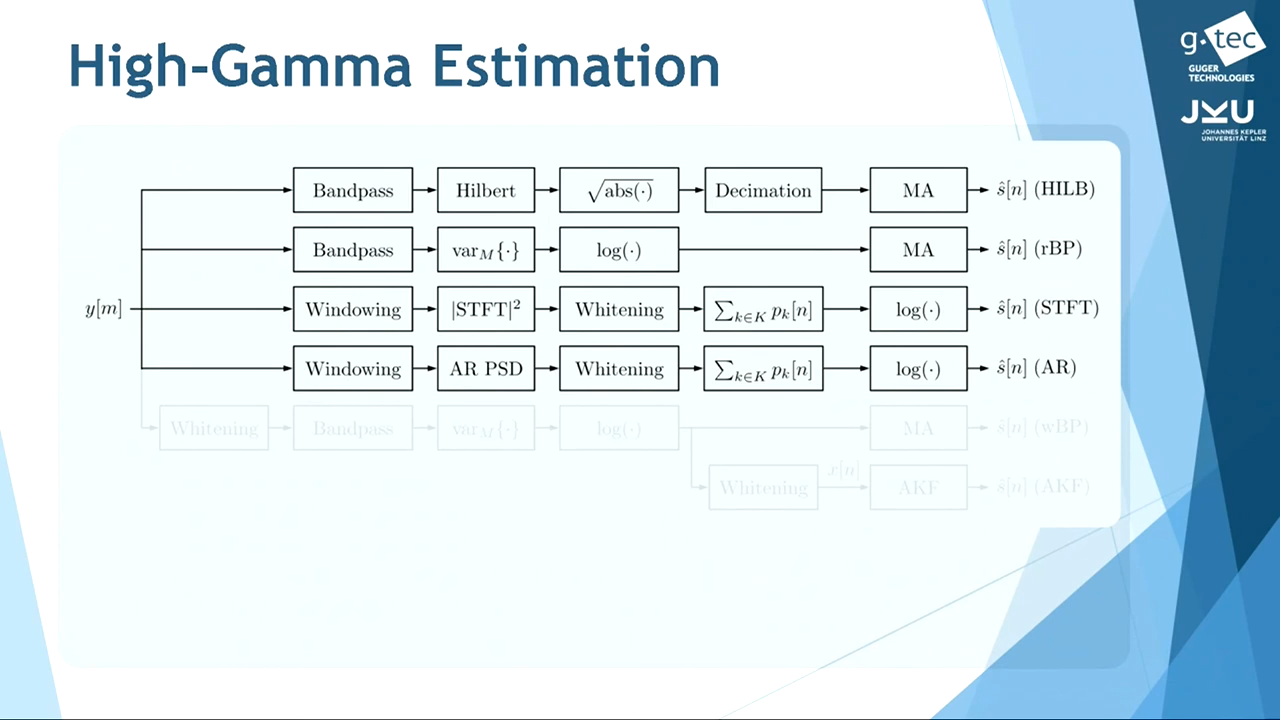 High-Gamma Estimation
g.tec
GUGER
TECHNOLOGIES
JKU
JOHANNES KEPLER
UNIVERSITÄT LINZ
Bandpass Hilbert √abs(·) Decimation MA ŝ[n] (HILB)
Bandpass var_M{·} log(·) MA ŝ[n] (rBP)
y[m] Windowing |STFT|² Whitening ∑_{k∈K} p_k[n] log(·) ŝ[n] (STFT)
Windowing AR PSD Whitening ∑_{k∈K} p_k[n] log(·) ŝ[n] (AR)
Whitening Bandpass var_M{·} log(·) MA ŝ[n] (wBP)
Whitening x[n] AKF ŝ[n] (AKF)